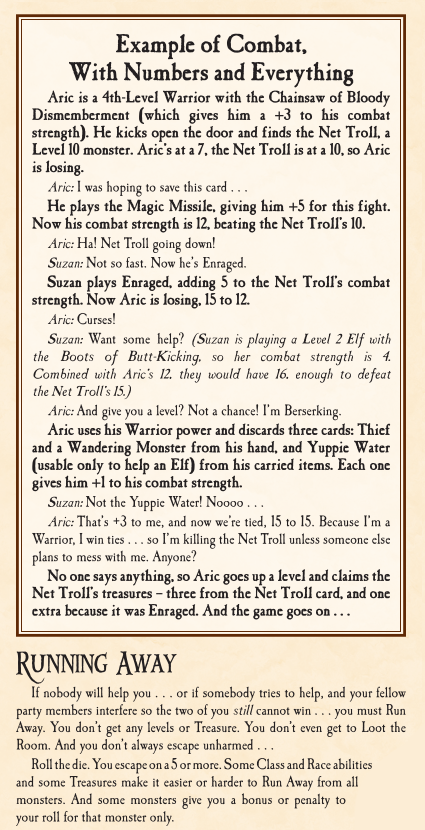 Example of Combat,
With Numbers and Everything
Aric is a 4th-Level Warrior with the Chainsaw of Bloody
Dismemberment (which gives him a +3 to his combat
strength). He kicks open the door and finds the Net Troll, a
Level 10 monster. Aric's at a 7, the Net Troll is at a 10, so Aric
is losing.
Aric: I was hoping to save this card . . .
He plays the Magic Missile, giving him +5 for this fight.
Now his combat strength is 12, beating the Net Troll's 10.
Aric: Ha! Net Troll going down!
Suzan: Not so fast. Now he's Enraged.
Suzan plays Enraged, adding 5 to the Net Troll's combat
strength. Now Aric is losing, 15 to 12.
Aric: Curses!
Suzan: Want some help? (Suzan is playing a Level 2 Elf with
the Boots of Butt-Kicking, so her combat strength is 4.
Combined with Aric's 12, they would have 16, enough to defeat
the Net Troll's 15.)
Aric: And give you a level? Not a chance! I'm Berserking.
Aric uses his Warrior power and discards three cards: Thief
and a Wandering Monster from his hand, and Yuppie Water
(usable only to help an Elf) from his carried items. Each one
gives him +1 to his combat strength.
Suzan: Not the Yuppie Water! Noooo . . .
Aric: That's +3 to me, and now we're tied, 15 to 15. Because I'm a
Warrior, I win ties . . . so I'm killing the Net Troll unless someone else
plans to mess with me. Anyone?
No one says anything, so Aric goes up a level and claims the
Net Troll's treasures – three from the Net Troll card, and one
extra because it was Enraged. And the game goes on . . .
Running Away
If nobody will help you . . . or if somebody tries to help, and your fellow
party members interfere so the two of you still cannot win . . . you must Run
Away. You don't get any levels or Treasure. You don't even get to Loot the
Room. And you don't always escape unharmed . . .
Roll the die. You escape on a 5 or more. Some Class and Race abilities
and some Treasures make it easier or harder to Run Away from all
monsters. And some monsters give you a bonus or penalty to
your roll for that monster only.